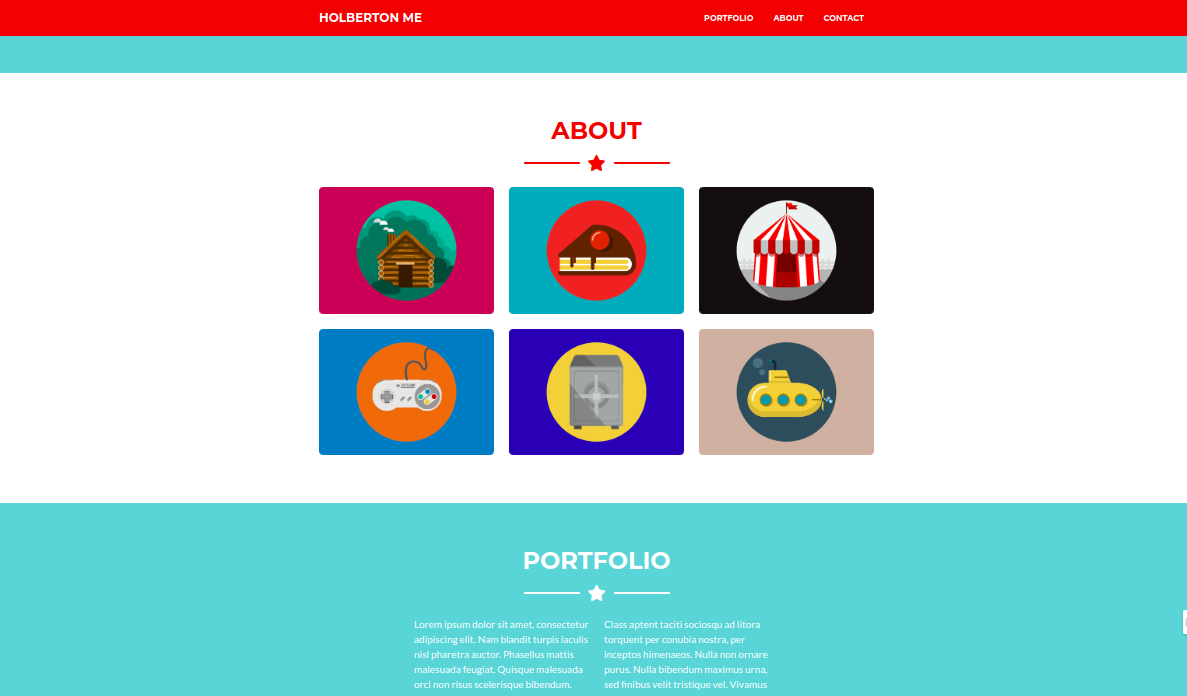 HOLBERTON ME
PORTFOLIO
ABOUT
CONTACT
ABOUT
PORTFOLIO
Lorem ipsum dolor sit amet, consectetur
adipiscing elit. Nam blandit turpis iaculis
nisl pharetra auctor. Phasellus mattis
malesuada feugiat. Quisque malesuada
orci non risus scelerisque bibendum.
Class aptent taciti sociosqu ad litora
torquent per conubia nostra, per
inceptos himenaeos. Nulla non ornare
purus. Nulla bibendum maximus urna,
sed finibus velit tristique vel. Vivamus